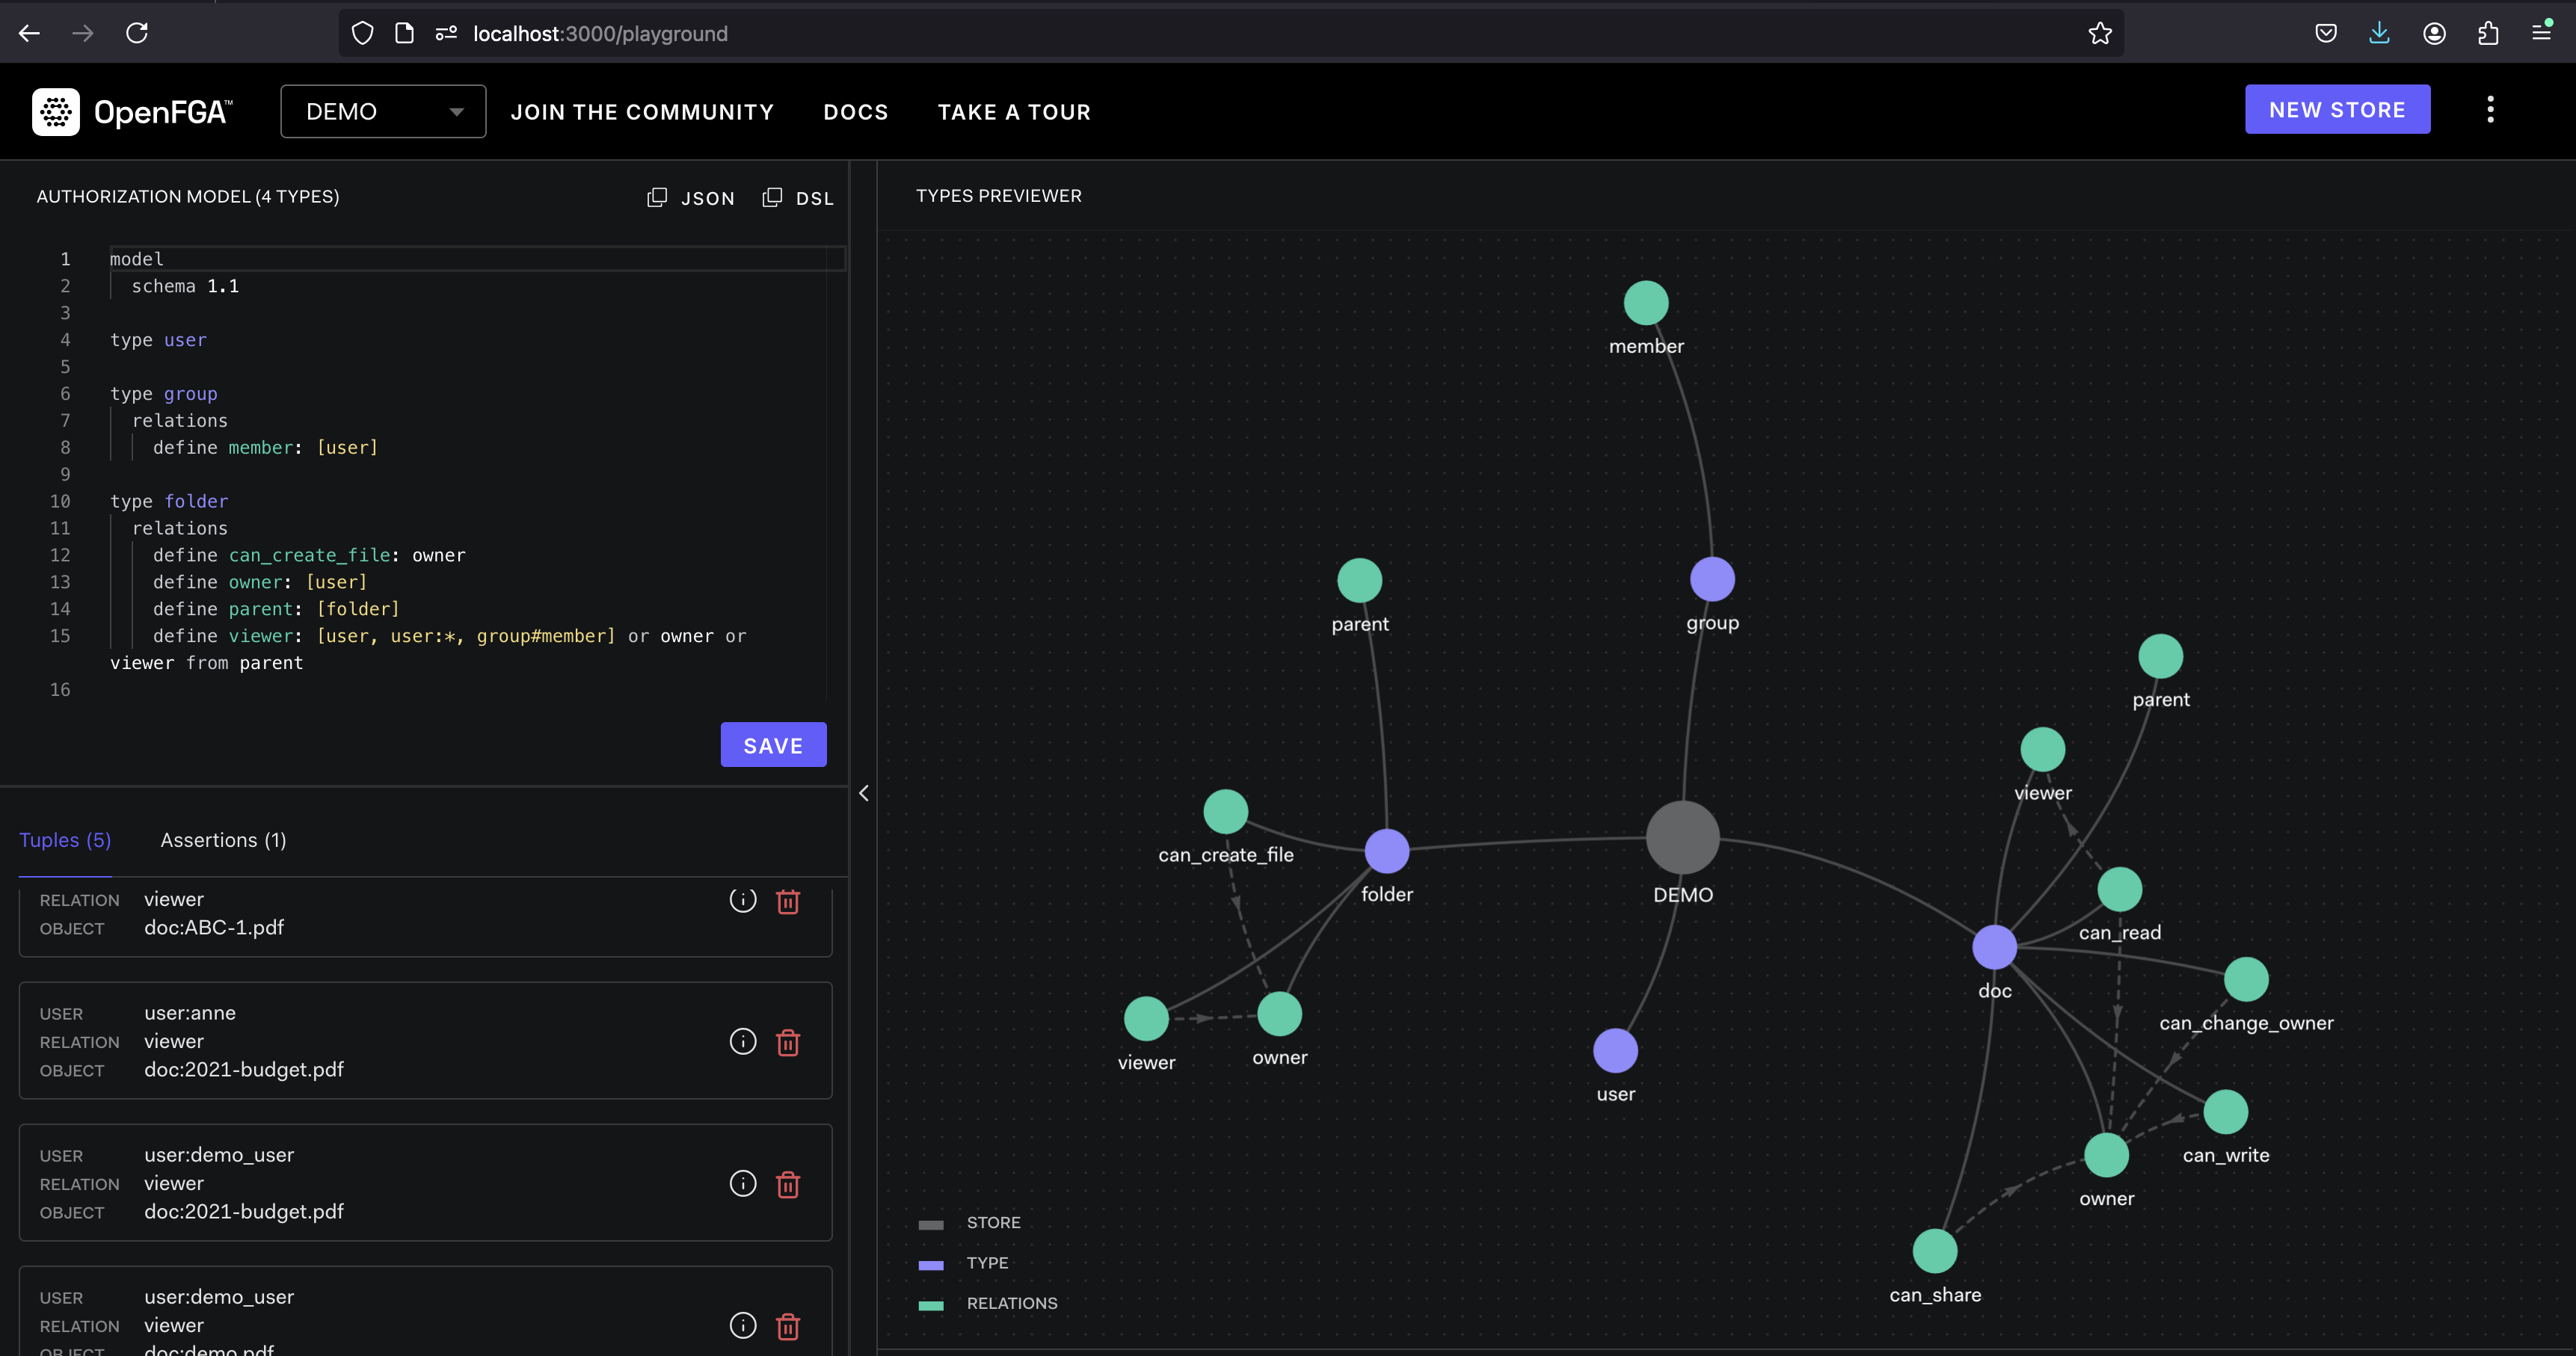 localhost:3000/playground
OpenFGA™
DEMO
JOIN THE COMMUNITY
DOCS
TAKE A TOUR
NEW STORE
AUTHORIZATION MODEL (4 TYPES)
JSON
DSL
1 model
2 schema 1.1
3
4 type user
5
6 type group
7 relations
8 define member: [user]
9
10 type folder
11 relations
12 define can_create_file: owner
13 define owner: [user]
14 define parent: [folder]
15 define viewer: [user, user:*, group#member] or owner or
viewer from parent
16
SAVE
Tuples (5)
Assertions (1)
RELATION viewer
OBJECT doc:ABC-1.pdf
USER user:anne
RELATION viewer
OBJECT doc:2021-budget.pdf
USER user:demo_user
RELATION viewer
OBJECT doc:2021-budget.pdf
USER user:demo_user
RELATION viewer
OBJECT doc:demo.pdf
TYPES PREVIEWER
member
parent
group
parent
viewer
can_create_file
folder
DEMO
can_read
doc
can_change_owner
viewer
owner
user
can_write
owner
can_share
STORE
TYPE
RELATIONS